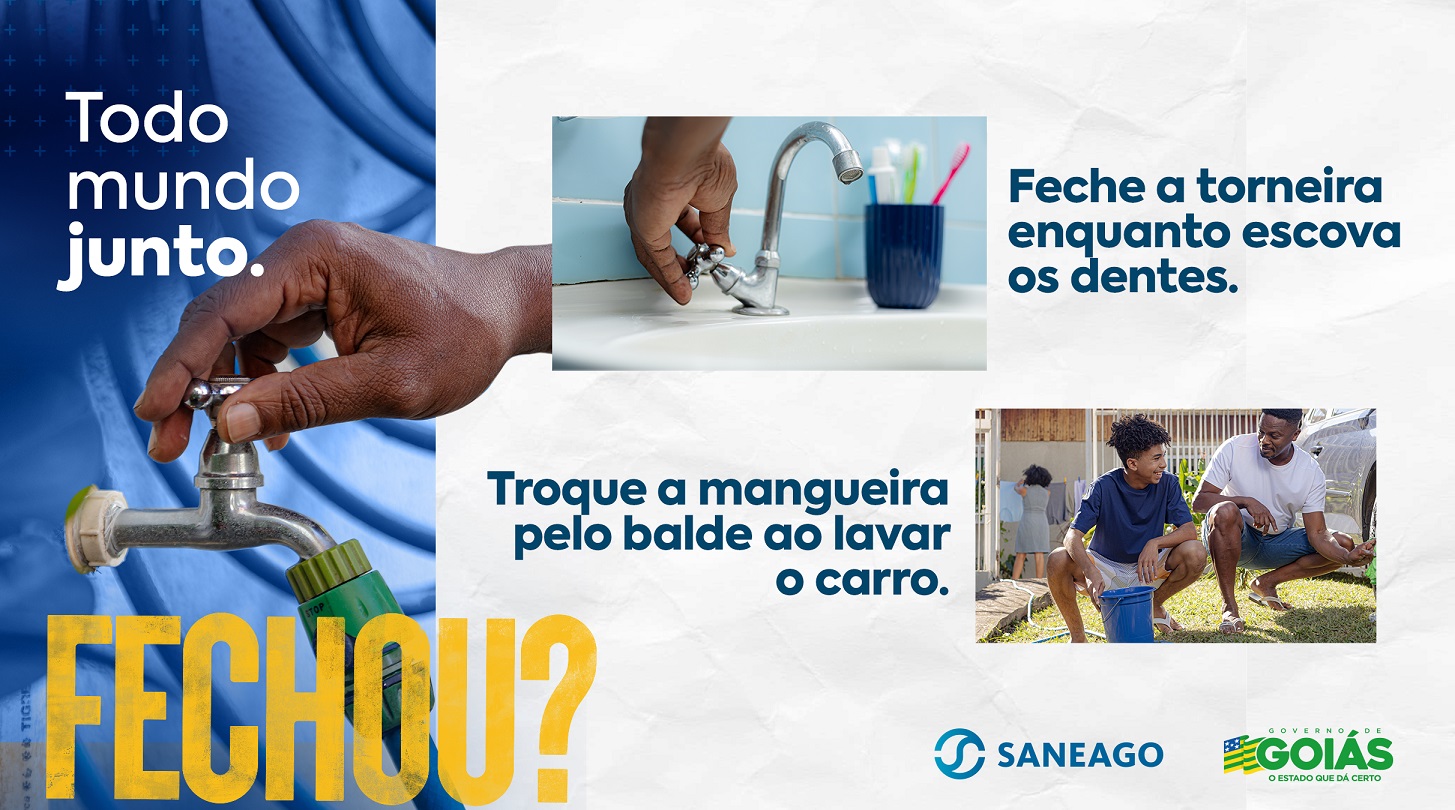 Todo
mundo
junto.
STOP
FECHOU?
Feche a torneira
enquanto escova
os dentes.
Troque a mangueira
pelo balde ao lavar
o carro.
SANEAGO
GOVERNO DE
GOIÁS
O ESTADO QUE DÁ CERTO